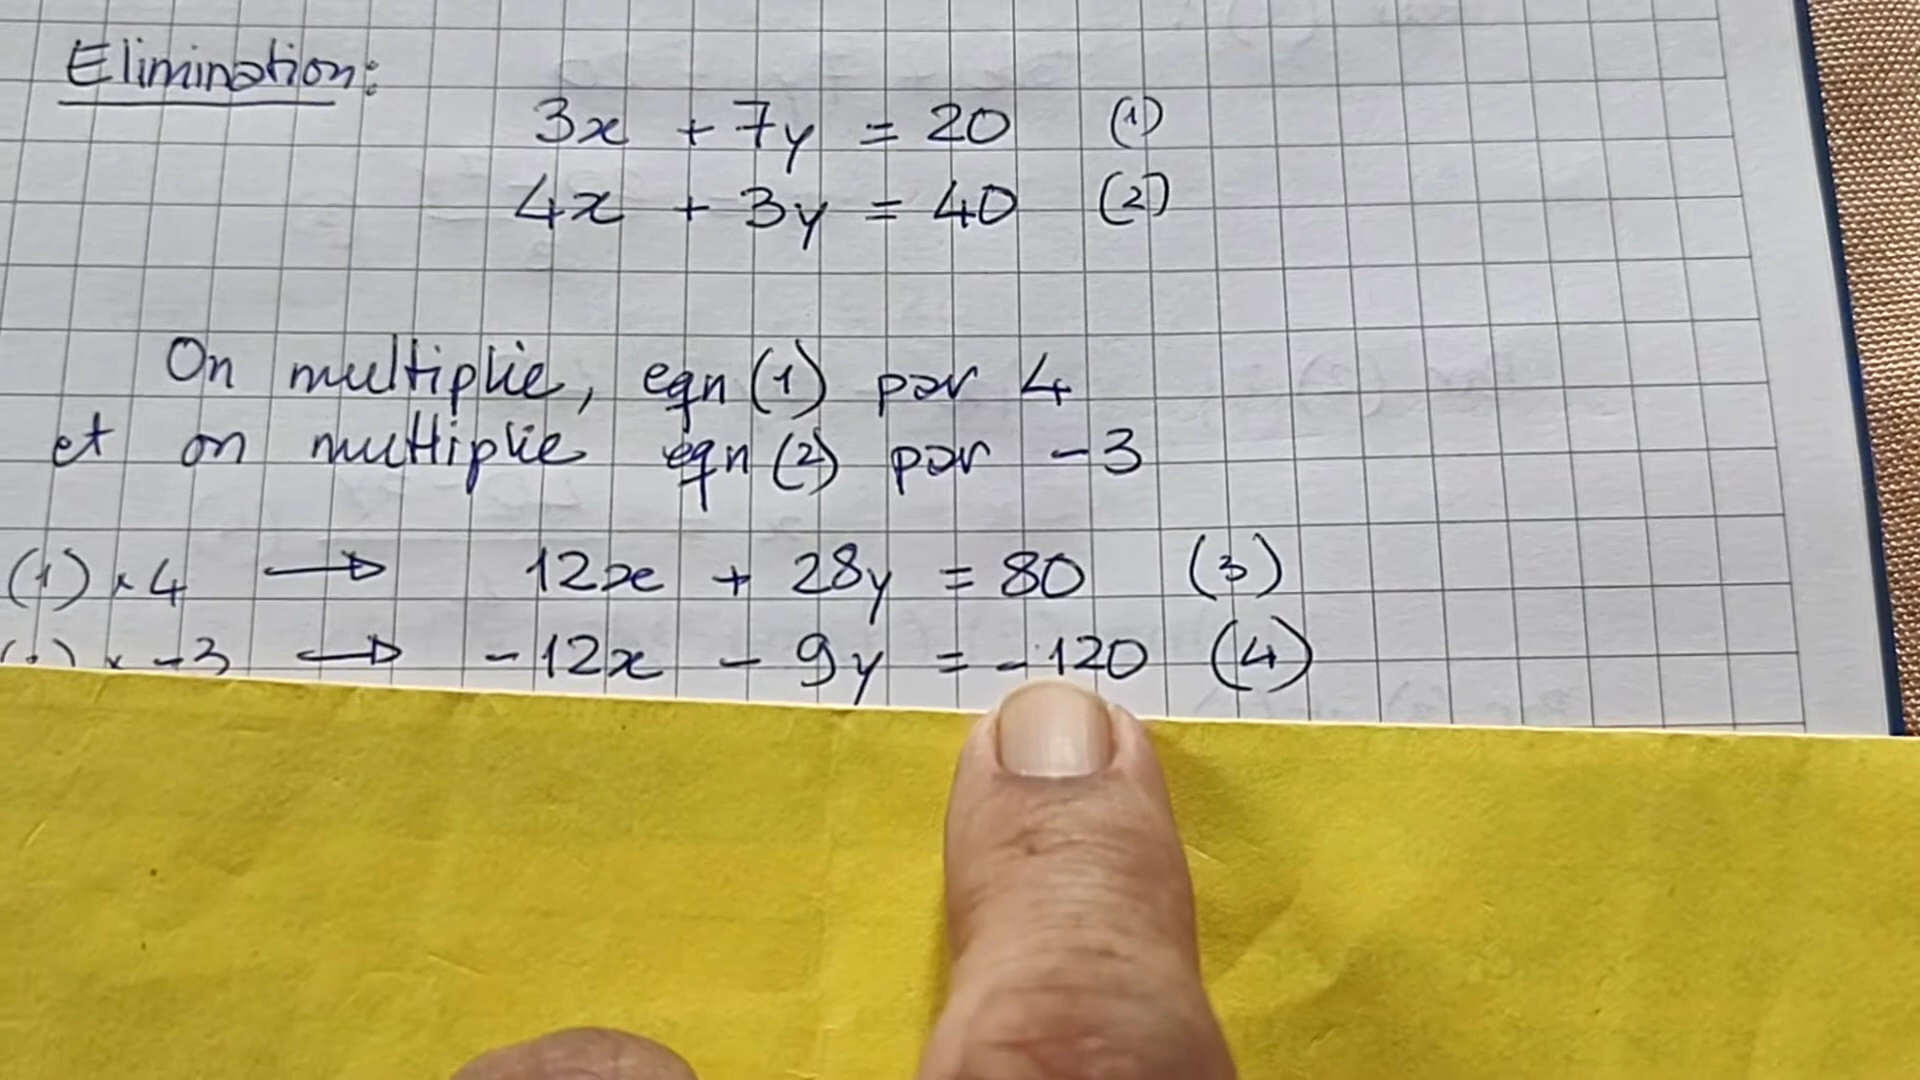 Elimination:
3x + 7y = 20 (1)
4x + 3y = 40 (2)
On multiplie, eqn (1) par 4
et on multiplie eqn (2) par -3
(1) × 4 → 12x + 28y = 80 (3)
× -3 → -12x - 9y = -120 (4)